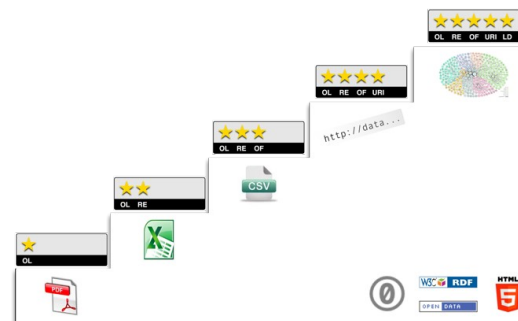 OL RE OF URI LD
OL RE OF URI
http://data...
OL RE OF
CSV
OL RE
OL
PDF
W3C RDF
HTML
5
OPEN DATA
0
X